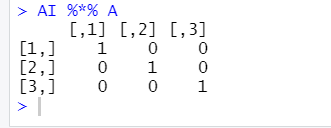 > AI %*% A
     [,1] [,2] [,3]
[1,]    1    0    0
[2,]    0    1    0
[3,]    0    0    1
>